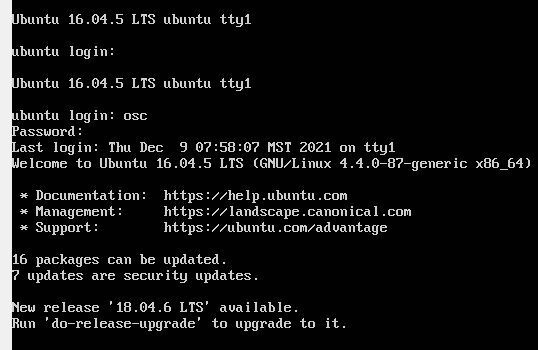 Ubuntu 16.04.5 LTS ubuntu tty1
ubuntu login:
Ubuntu 16.04.5 LTS ubuntu tty1
ubuntu login: osc
Password:
Last login: Thu Dec  9 07:58:07 MST 2021 on tty1
Welcome to Ubuntu 16.04.5 LTS (GNU/Linux 4.4.0-87-generic x86_64)
* Documentation:  https://help.ubuntu.com
* Management:     https://landscape.canonical.com
* Support:        https://ubuntu.com/advantage
16 packages can be updated.
7 updates are security updates.
New release '18.04.6 LTS' available.
Run 'do-release-upgrade' to upgrade to it.